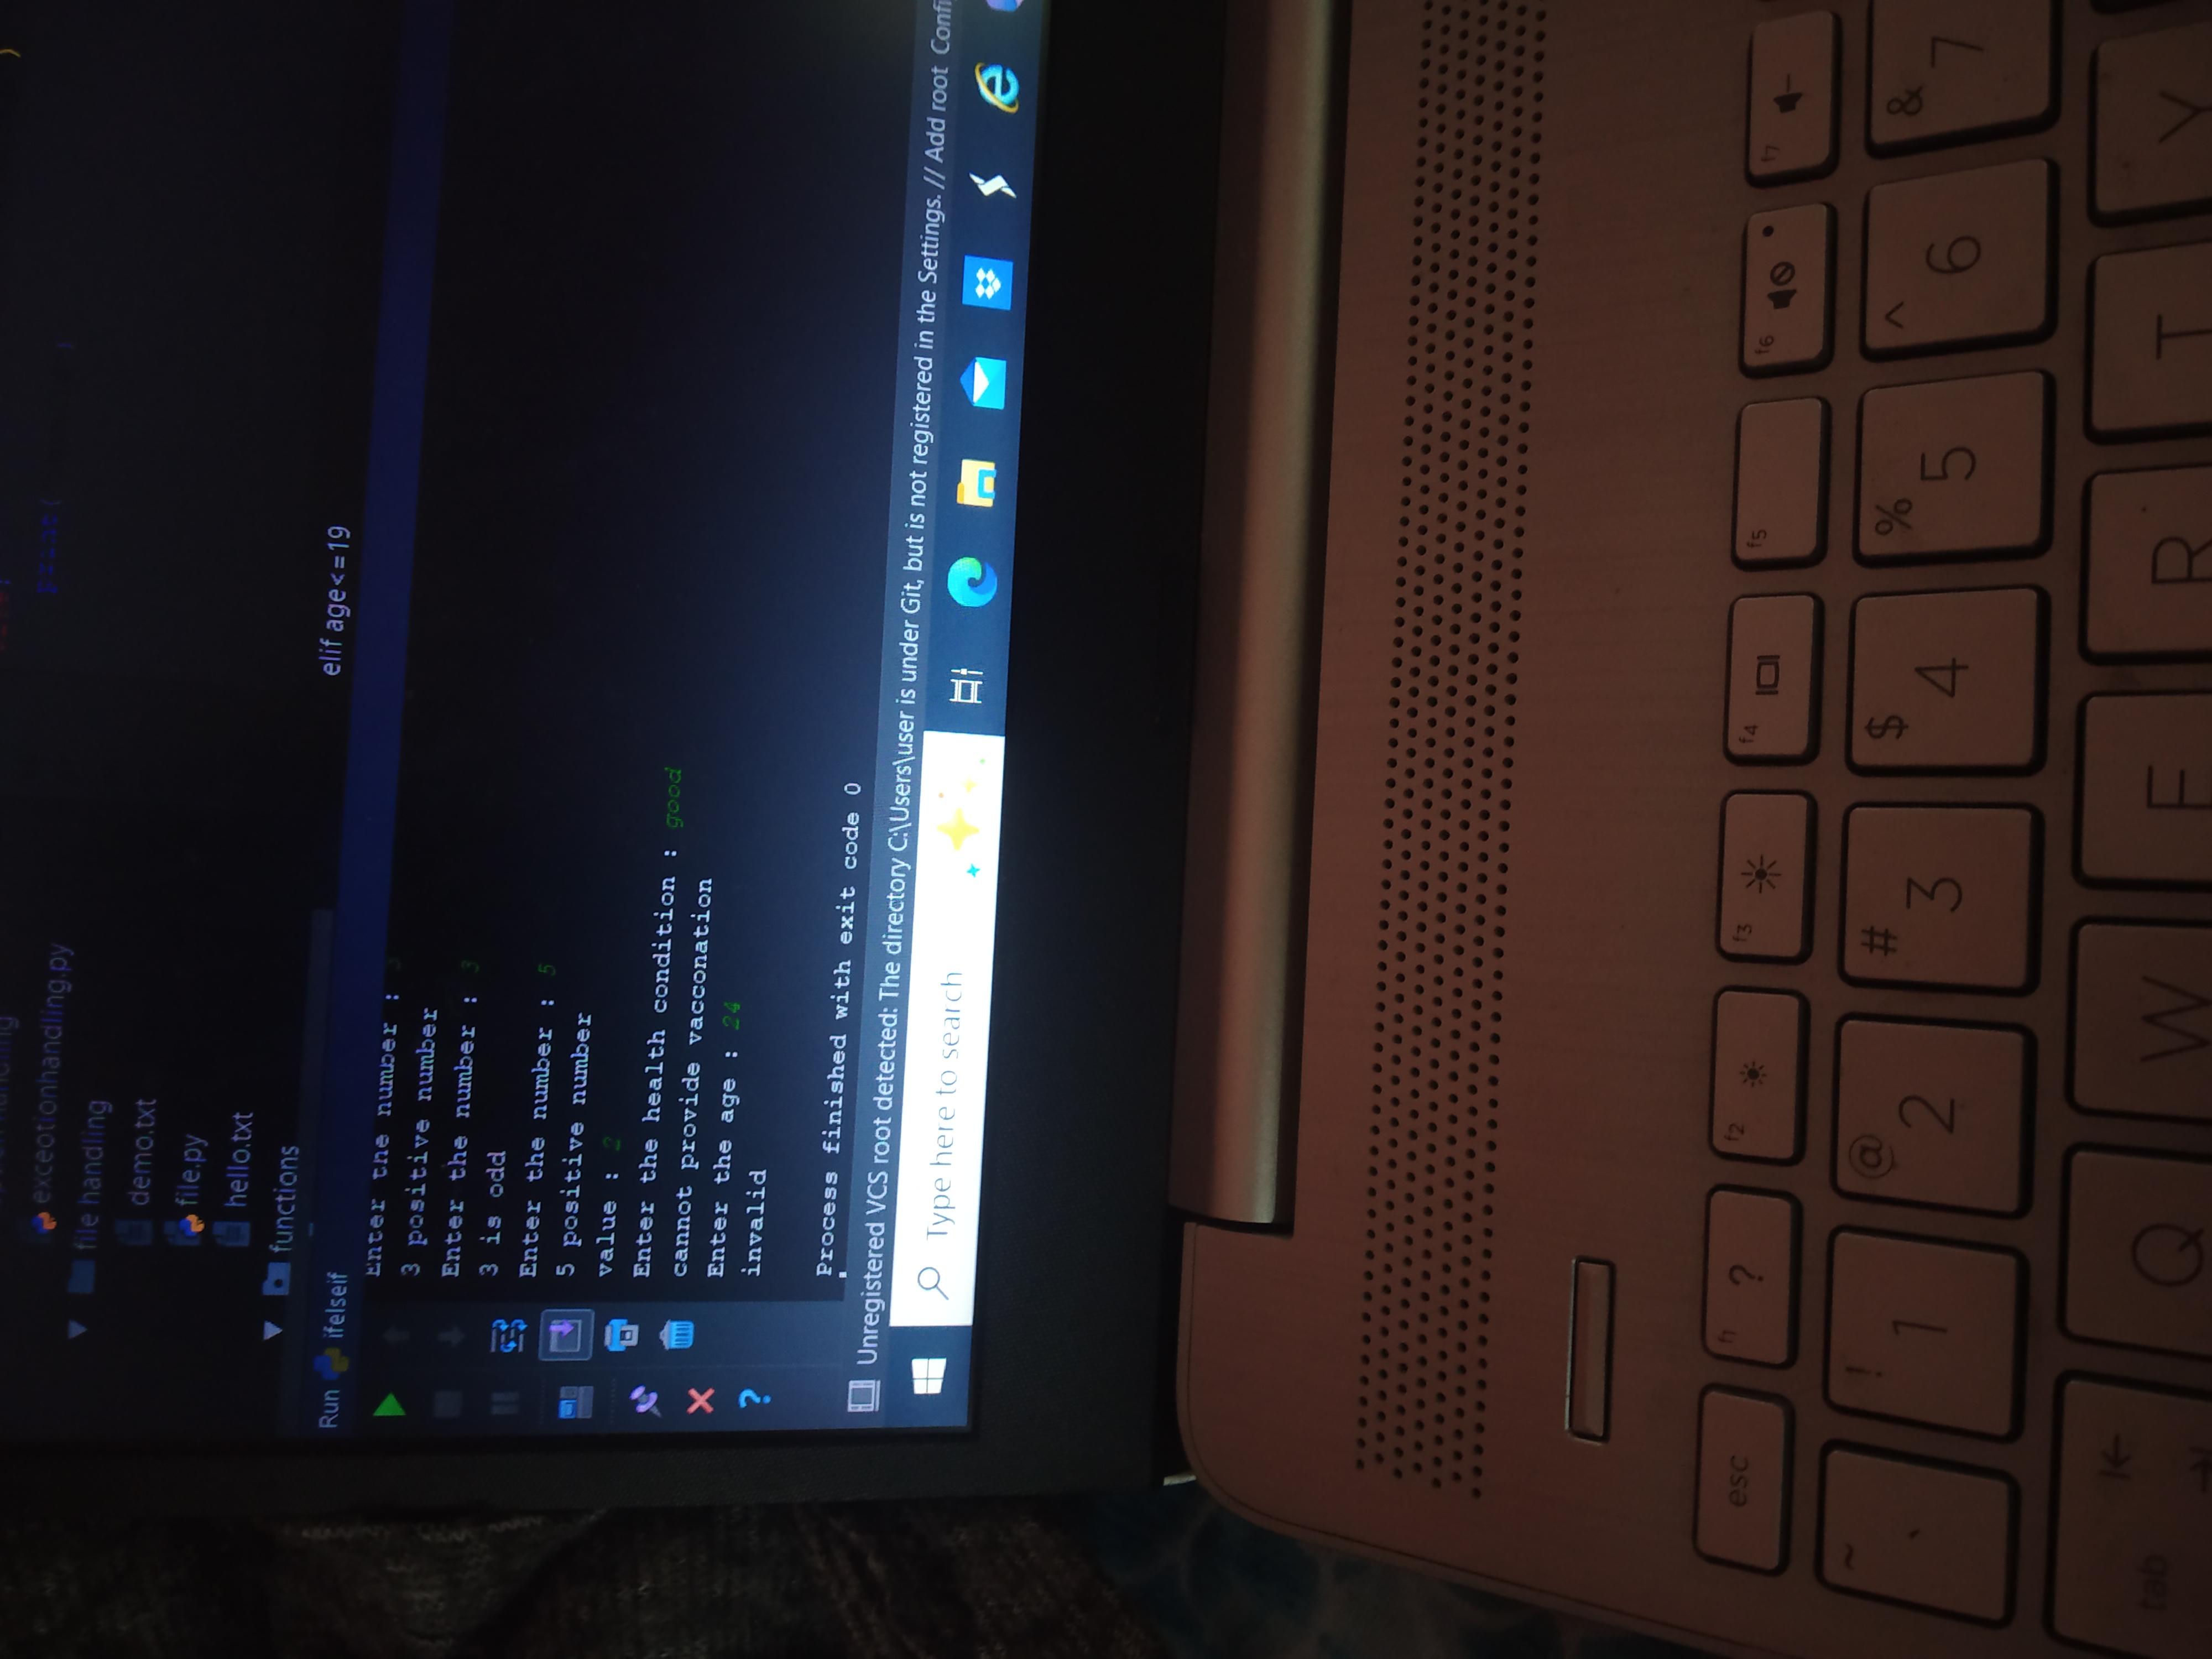 exceotionhandling.py
print(
file handling
demo.txt
file.py
hello.txt
functions
elif age<=19
Run ifelseif
Enter the number :
3 positive number
Enter the number : 3
3 is odd
Enter the number : 5
5 positive number
value : 2
Enter the health condition : good
cannot provide vacconation
Enter the age : 24
invalid
Process finished with exit code 0
Unregistered VCS root detected: The directory C:\Users\user is under Git, but is not registered in the Settings. // Add root
Type here to search
esc f1 ? f2 f3 f4 f5 f6 f7
~ ` ! 1 @ 2 # 3 $ 4 % 5 ^ 6 & 7
tab Q W E R T Y